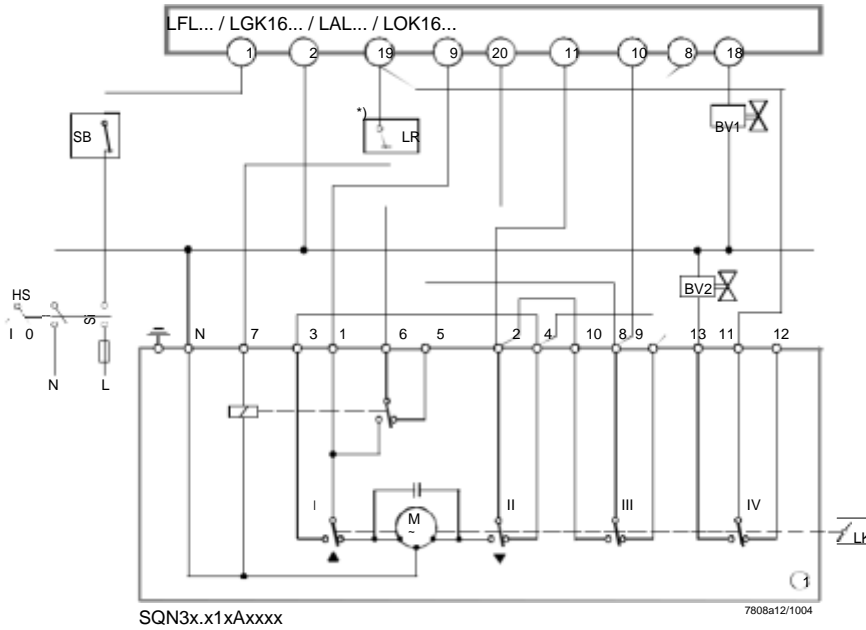 LFL... / LGK16... / LAL... / LOK16...
1 2 19 9 20 11 10 8 18
*)
SB LR BV1
BV2
HS
I 0 SI
N 7 3 1 6 5 2 4 10 8 9 13 11 12
N L
I II III IV
M
~
LK
1
SQN3x.x1xAxxxx
7808a12/1004